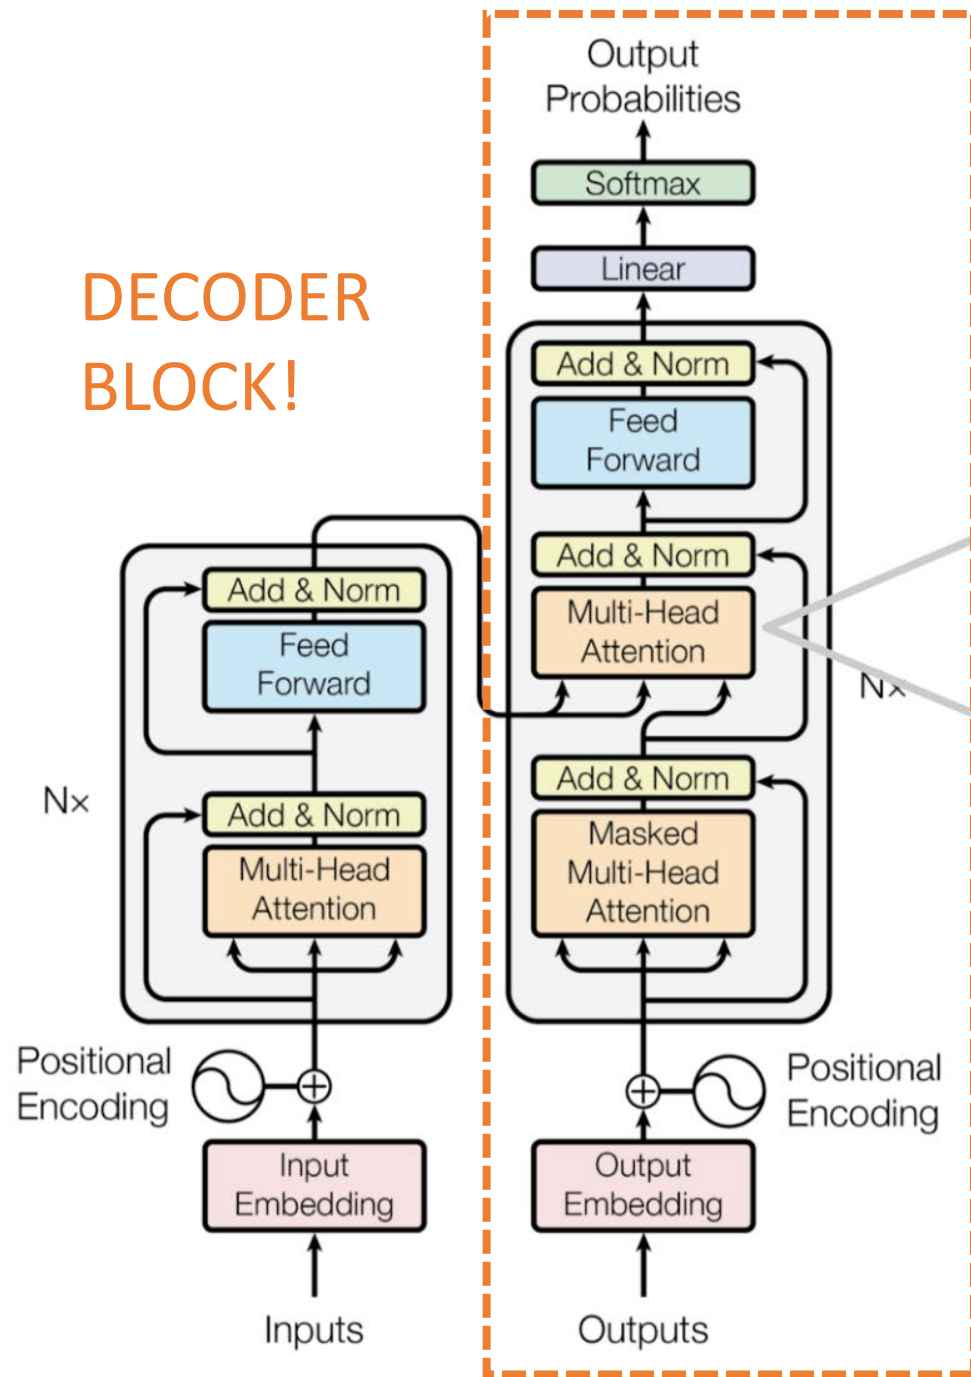 Output
Probabilities
Softmax
Linear
DECODER
BLOCK!
Add & Norm
Feed
Forward
Add & Norm
Multi-Head
Attention
Nx
Add & Norm
Masked
Multi-Head
Attention
Add & Norm
Feed
Forward
Nx
Add & Norm
Multi-Head
Attention
Positional
Encoding
Positional
Encoding
Input
Embedding
Output
Embedding
Inputs
Outputs